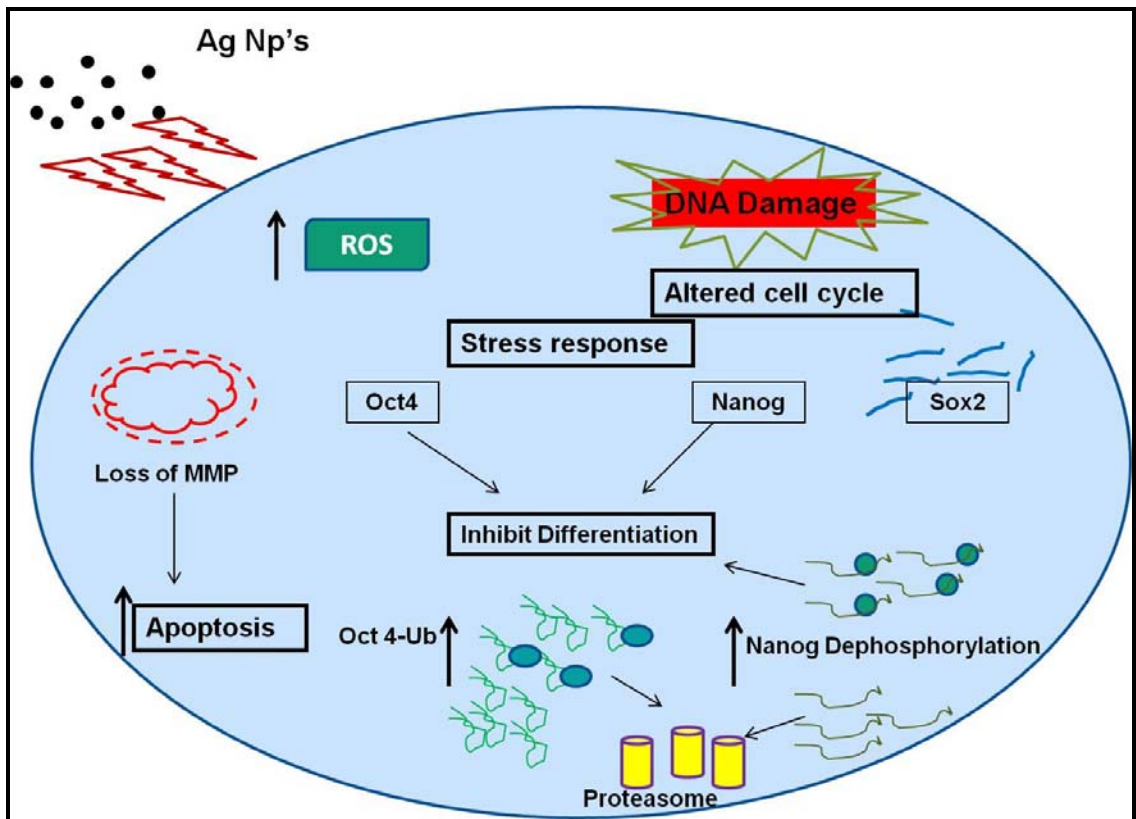 Ag Np's
DNA Damage
ROS
Altered cell cycle
Stress response
Oct4
Nanog
Sox2
Loss of MMP
Inhibit Differentiation
Apoptosis
Oct 4-Ub
Nanog Dephosphorylation
Proteasome